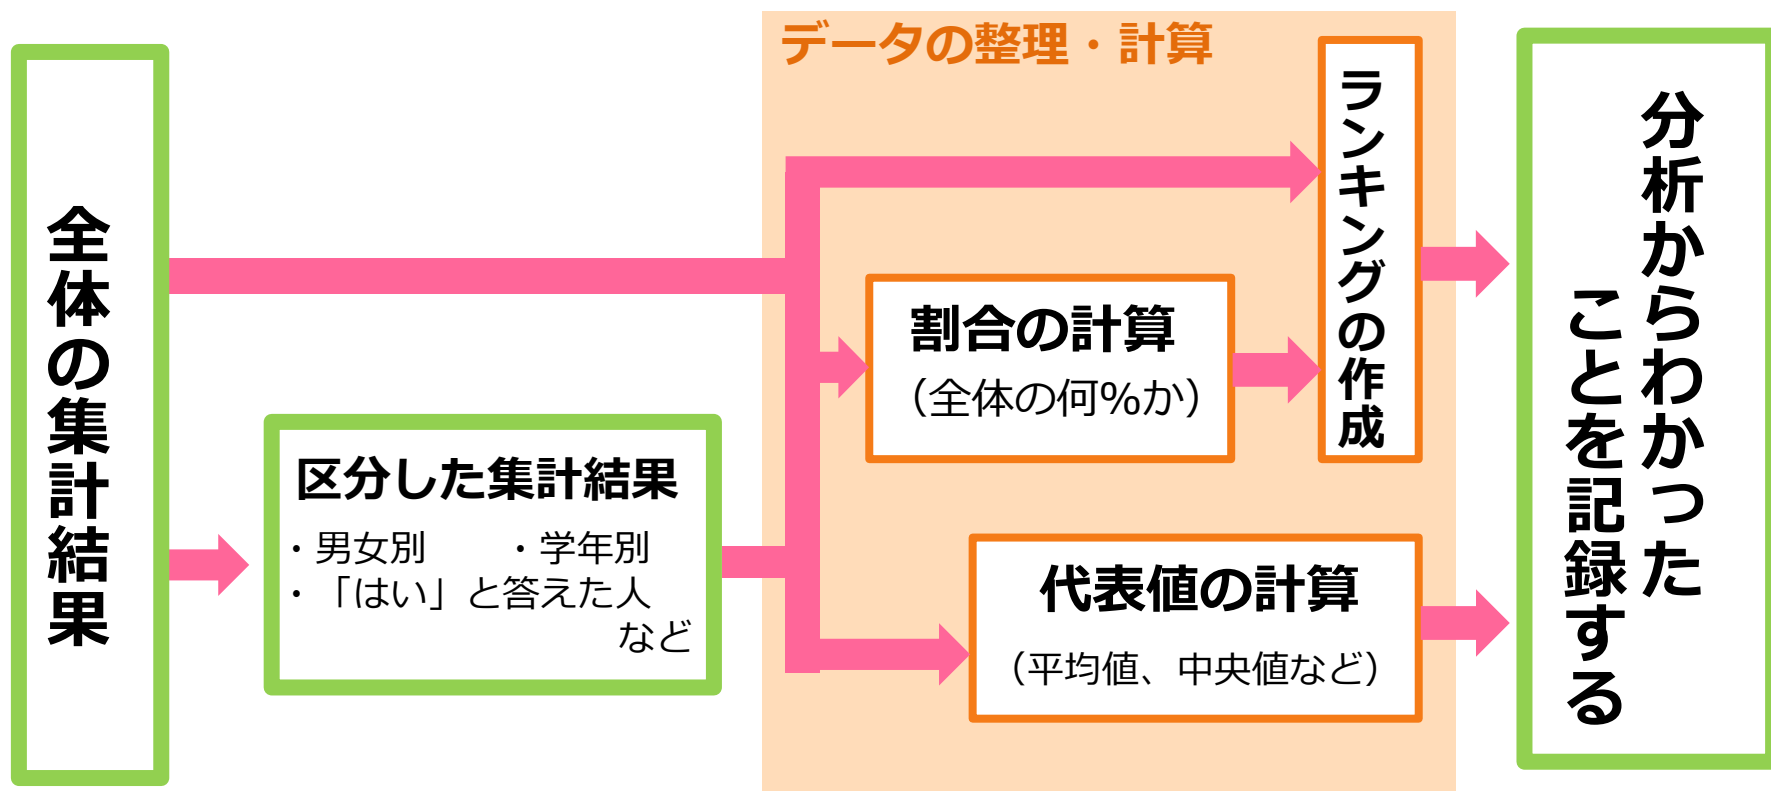 全体の集計結果
区分した集計結果
・男女別　　・学年別
・「はい」と答えた人
など
データの整理・計算
割合の計算
（全体の何%か）
ランキングの作成
代表値の計算
（平均値、中央値など）
分析からわかった
ことを記録する